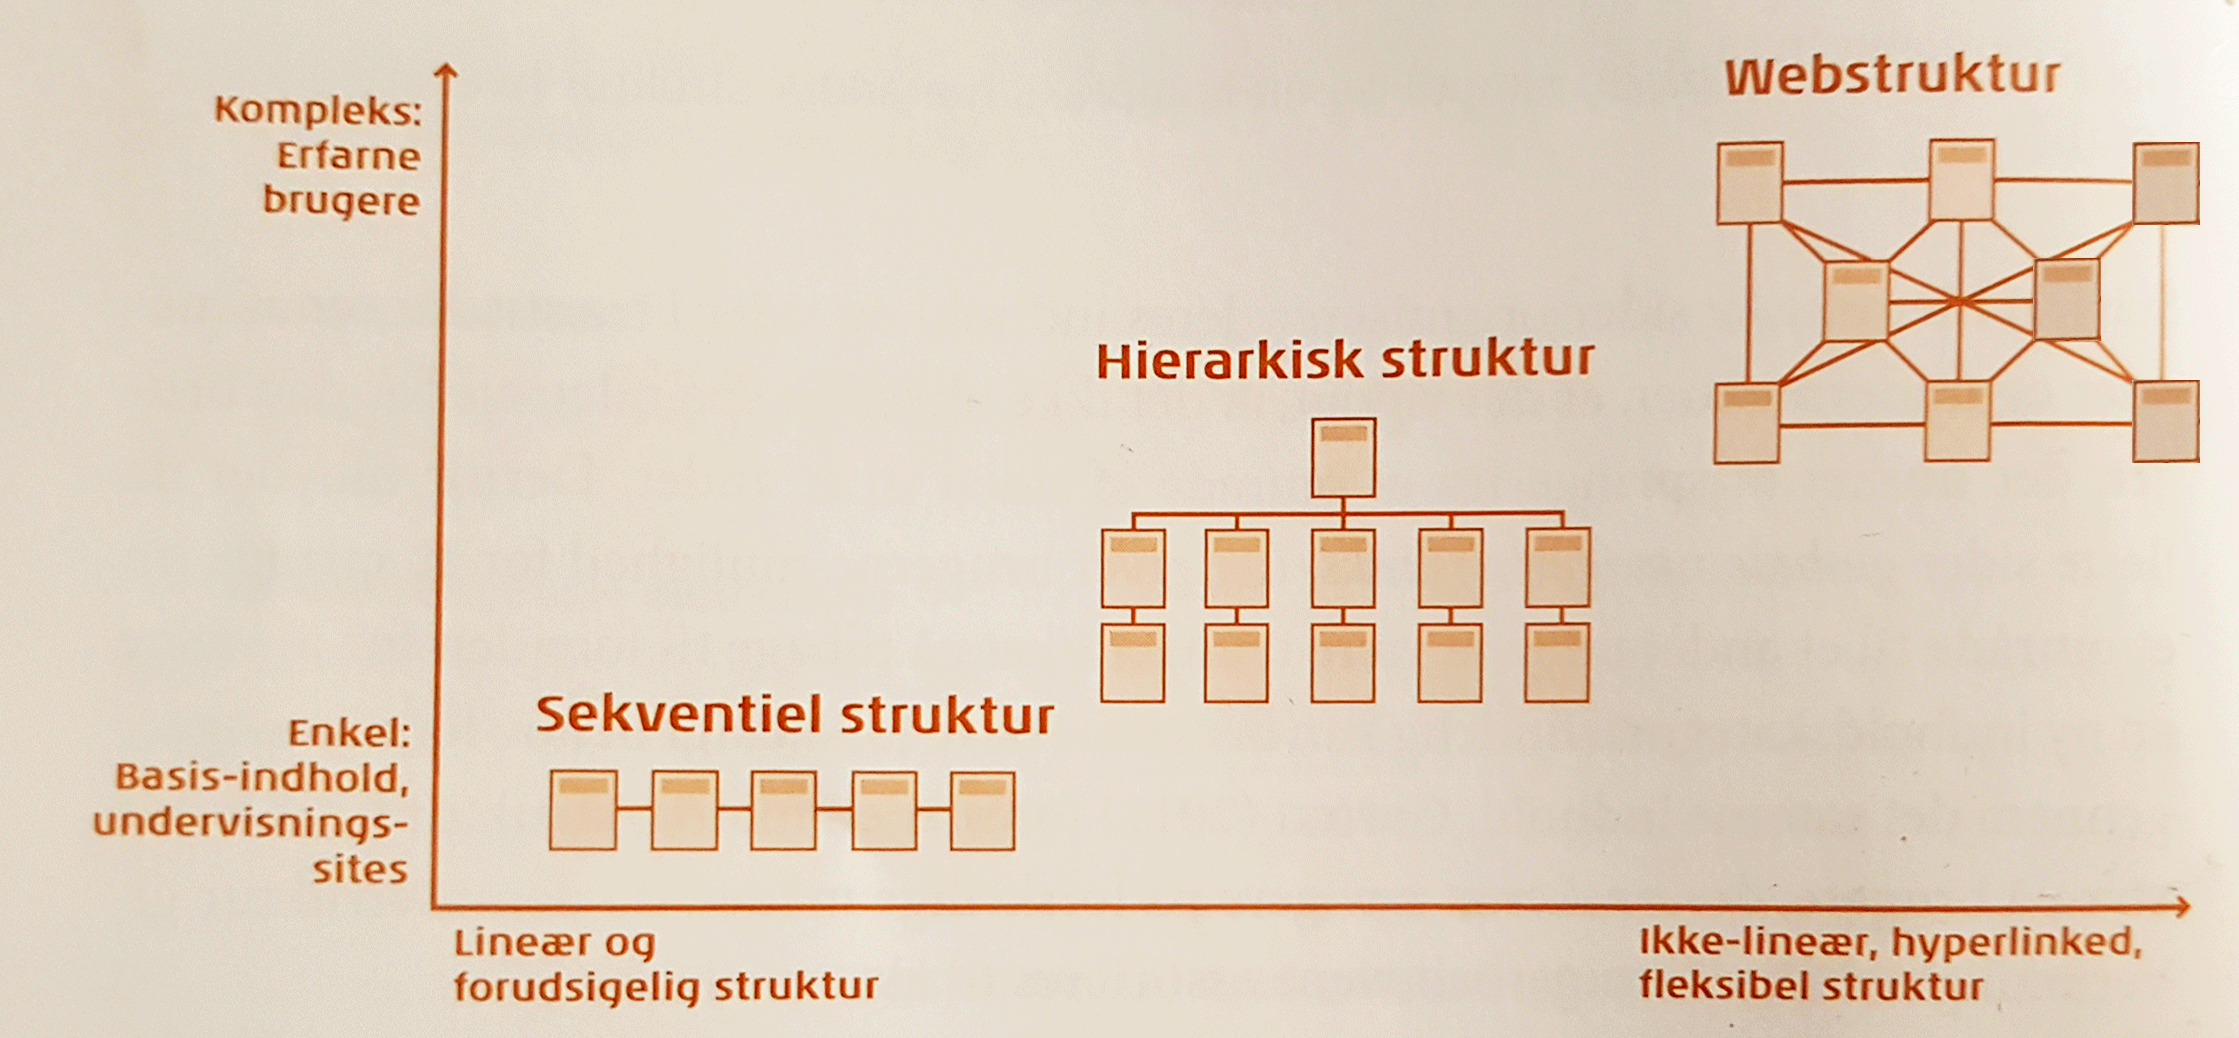 Kompleks:
Erfarne
brugere
Webstruktur
Hierarkisk struktur
Sekventiel struktur
Enkel:
Basis-indhold,
undervisnings-
sites
Lineær og
forudsigelig struktur
Ikke-lineær, hyperlinked,
fleksibel struktur